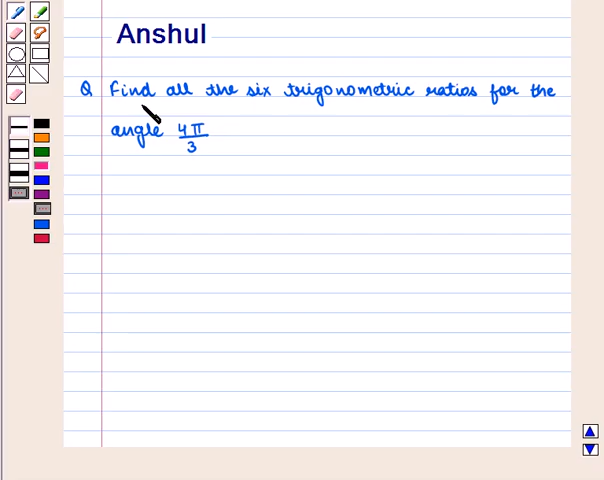 Anshul
Q Find all the six trigonometric ratios for the
angle 4π/3